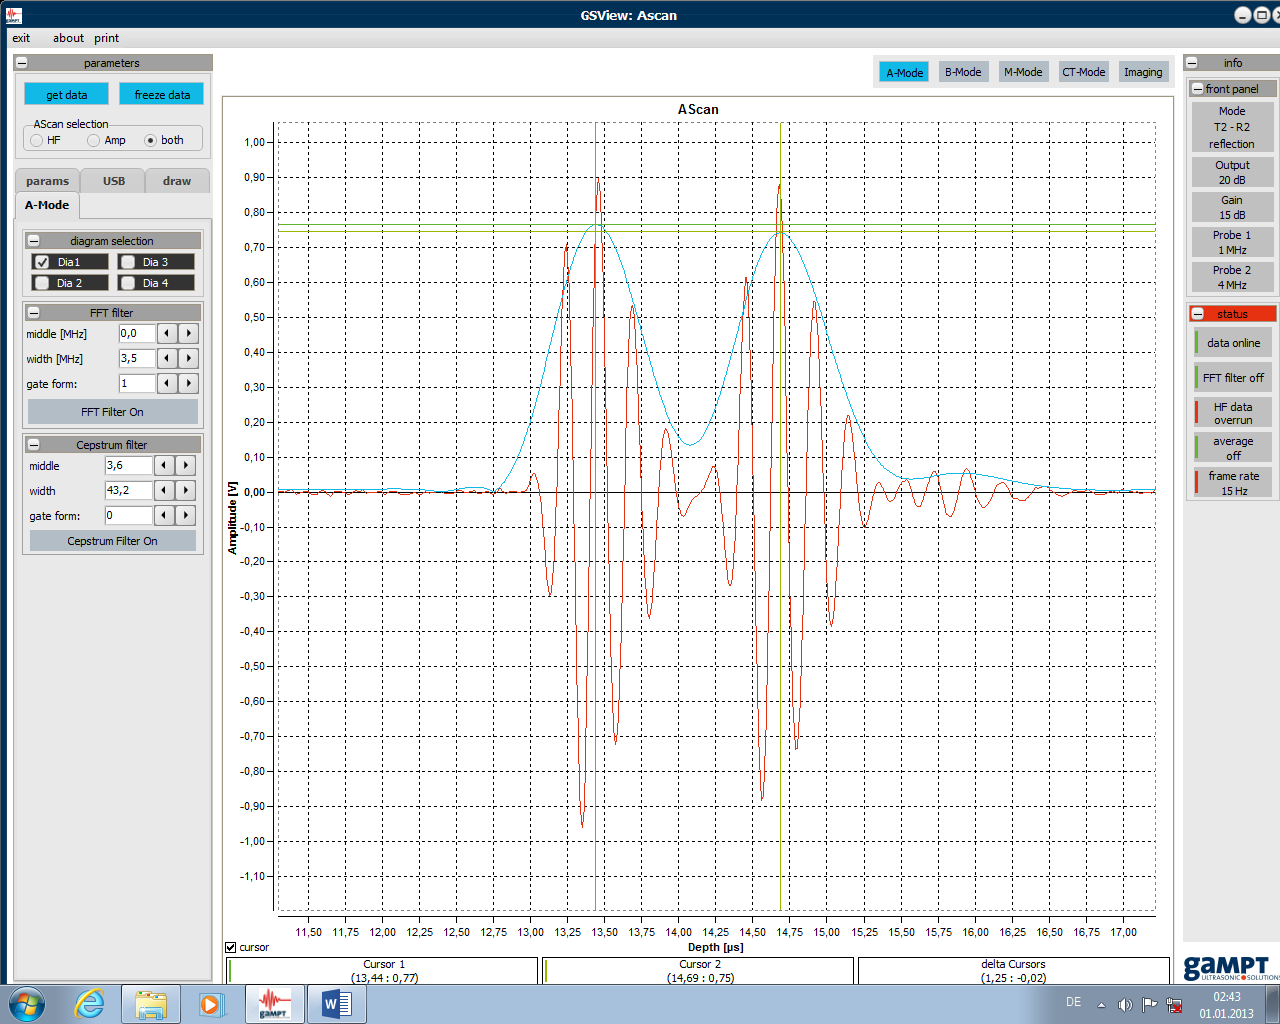 GSView: Ascan
exit about print
parameters
get data freeze data
AScan selection
HF Amp both
params USB draw
A-Mode
diagram selection
Dia1 Dia 3
Dia 2 Dia 4
FFT filter
middle [MHz] 0,0
width [MHz] 3,5
gate form: 1
FFT Filter On
Cepstrum filter
middle 3,6
width 43,2
gate form: 0
Cepstrum Filter On
A-Mode B-Mode M-Mode CT-Mode Imaging
AScan
1,00
0,90
0,80
0,70
0,60
0,50
0,40
0,30
0,20
0,10
0,00
-0,10
-0,20
-0,30
-0,40
-0,50
-0,60
-0,70
-0,80
-0,90
-1,00
-1,10
Amplitude [V]
11,50 11,75 12,00 12,25 12,50 12,75 13,00 13,25 13,50 13,75 14,00 14,25 14,50 14,75 15,00 15,25 15,50 15,75 16,00 16,25 16,50 16,75 17,00
Depth [µs]
cursor
Cursor 1
(13,44 : 0,77)
Cursor 2
(14,69 : 0,75)
delta Cursors
(1,25 : -0,02)
info
front panel
Mode
T2 - R2
reflection
Output
20 dB
Gain
15 dB
Probe 1
1 MHz
Probe 2
4 MHz
status
data online
FFT filter off
HF data
overrun
average
off
frame rate
15 Hz
GAMPT
ULTRASONIC SOLUTIONS
GAMPT
DE
02:43
01.01.2013